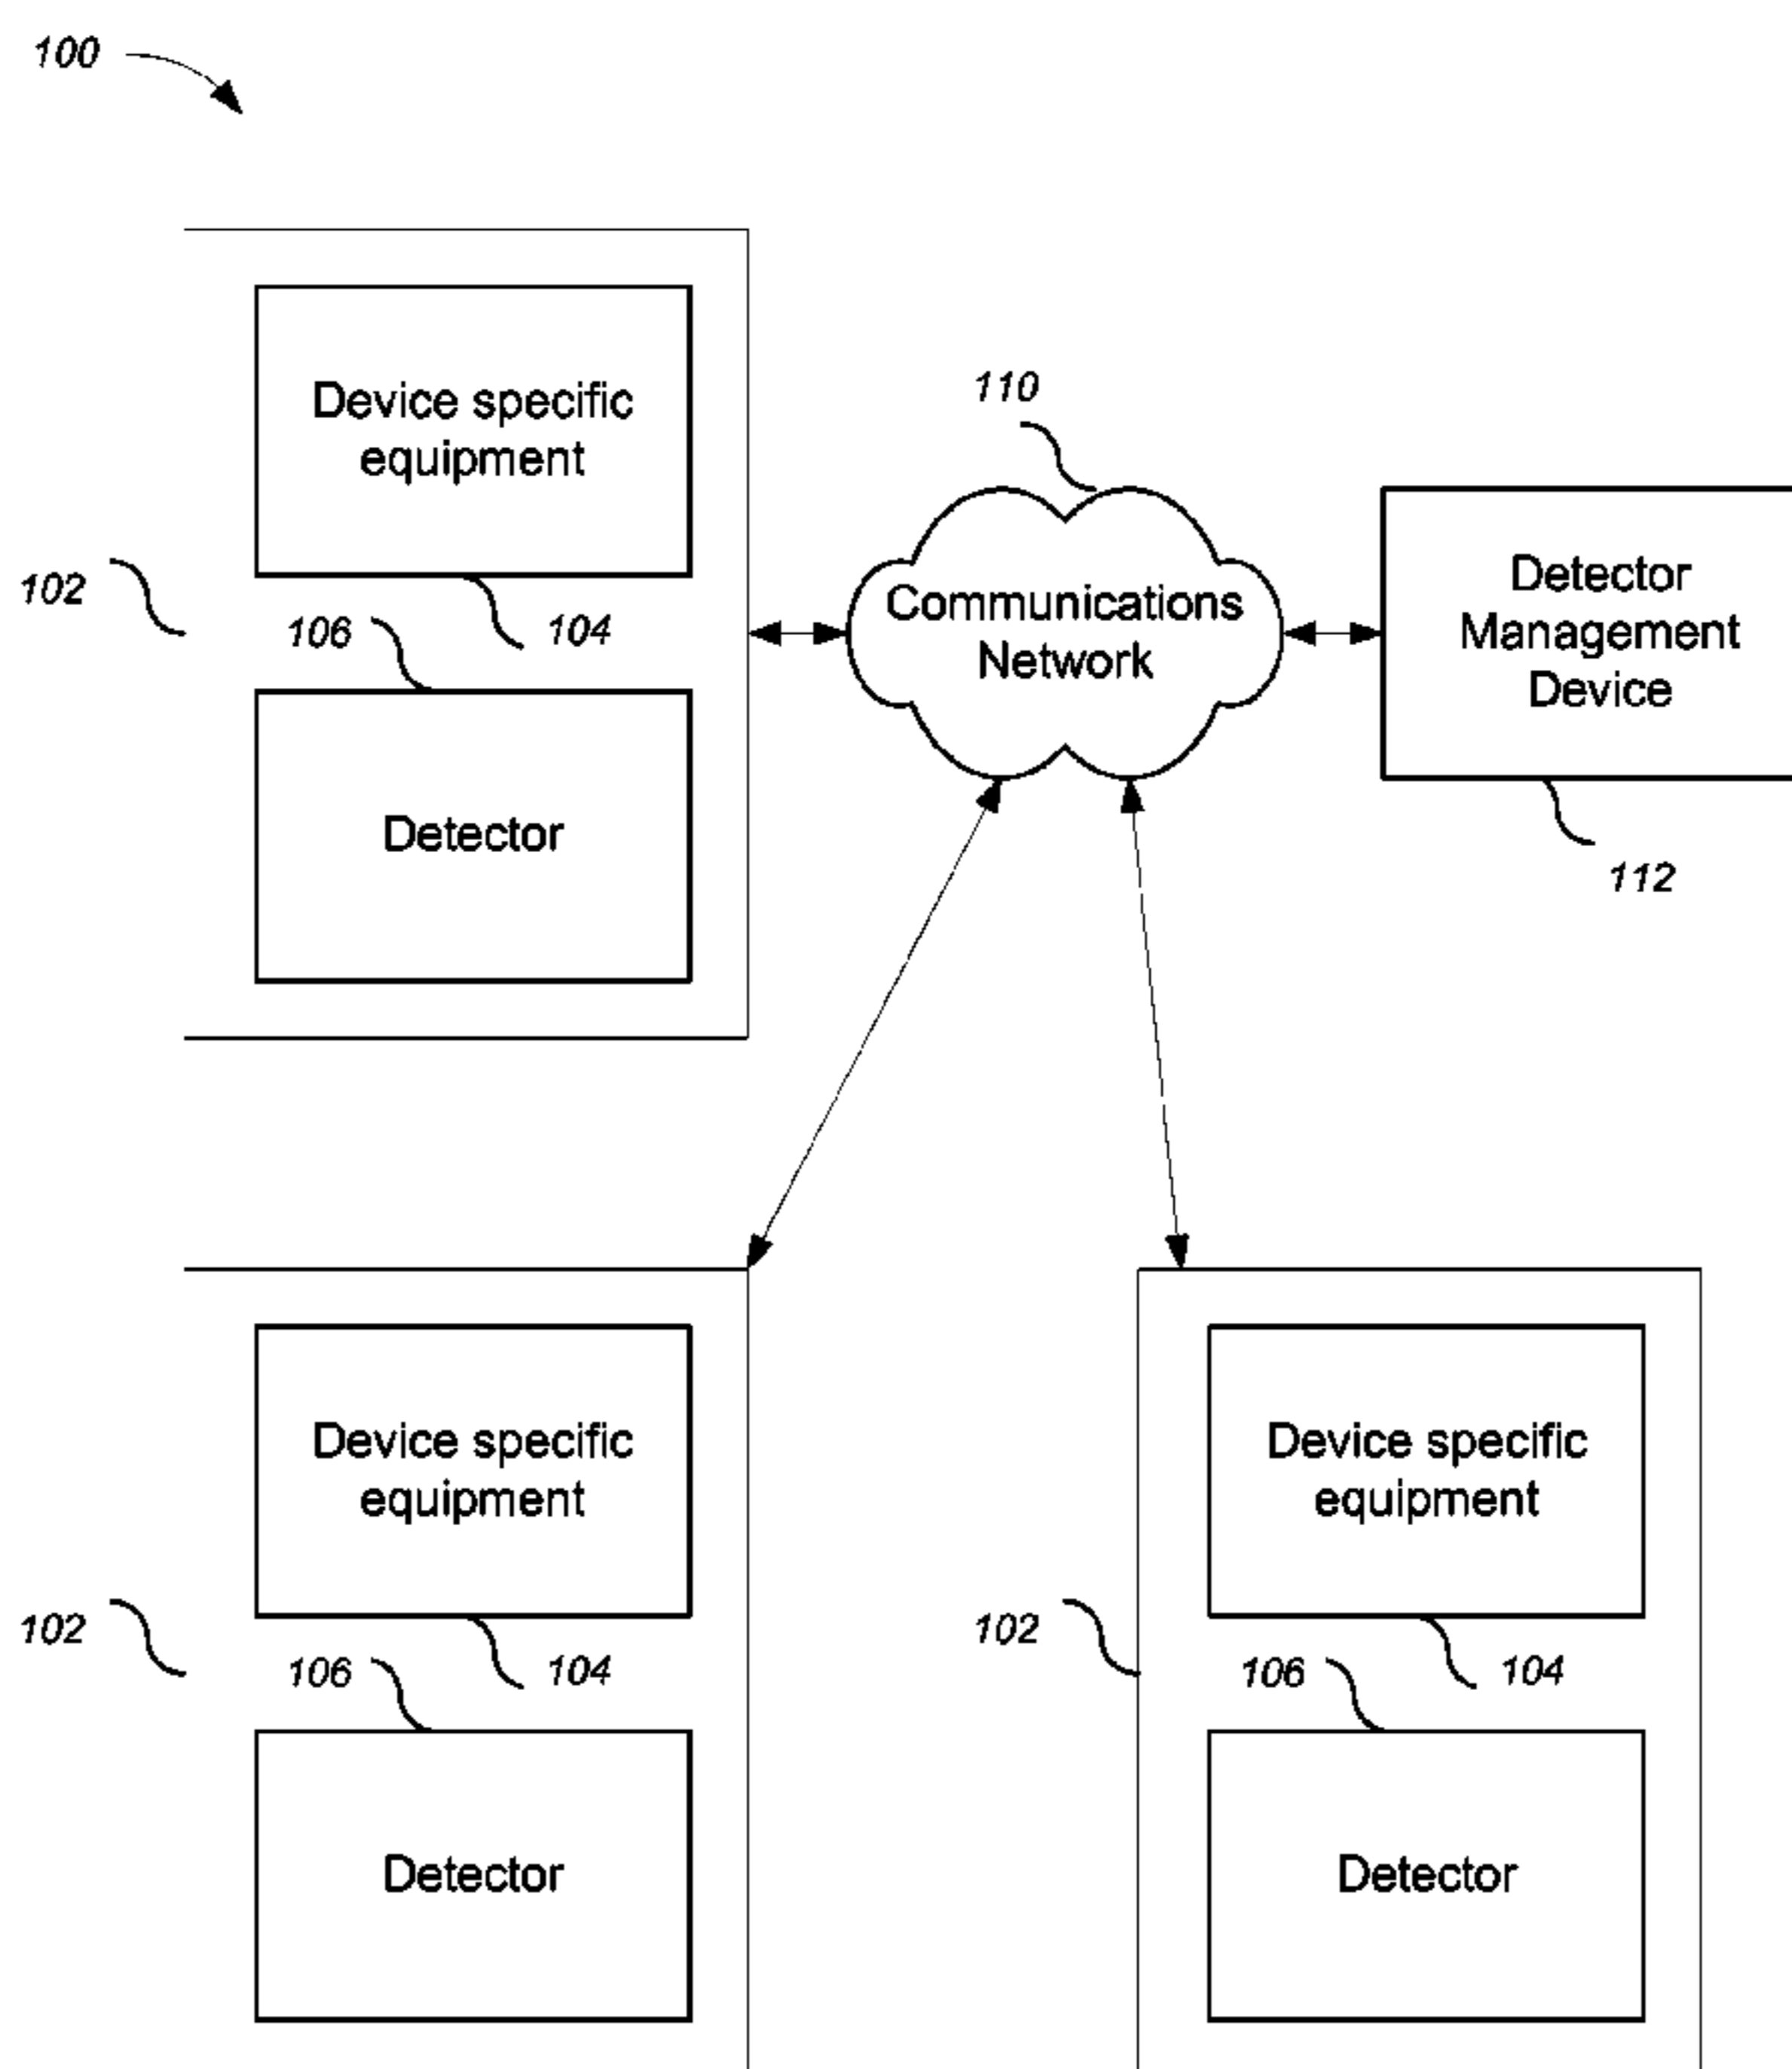 100
Device specific
equipment
102
106
104
Detector
110
Communications
Network
Detector
Management
Device
112
Device specific
equipment
102
106
104
Detector
Device specific
equipment
102
106
104
Detector